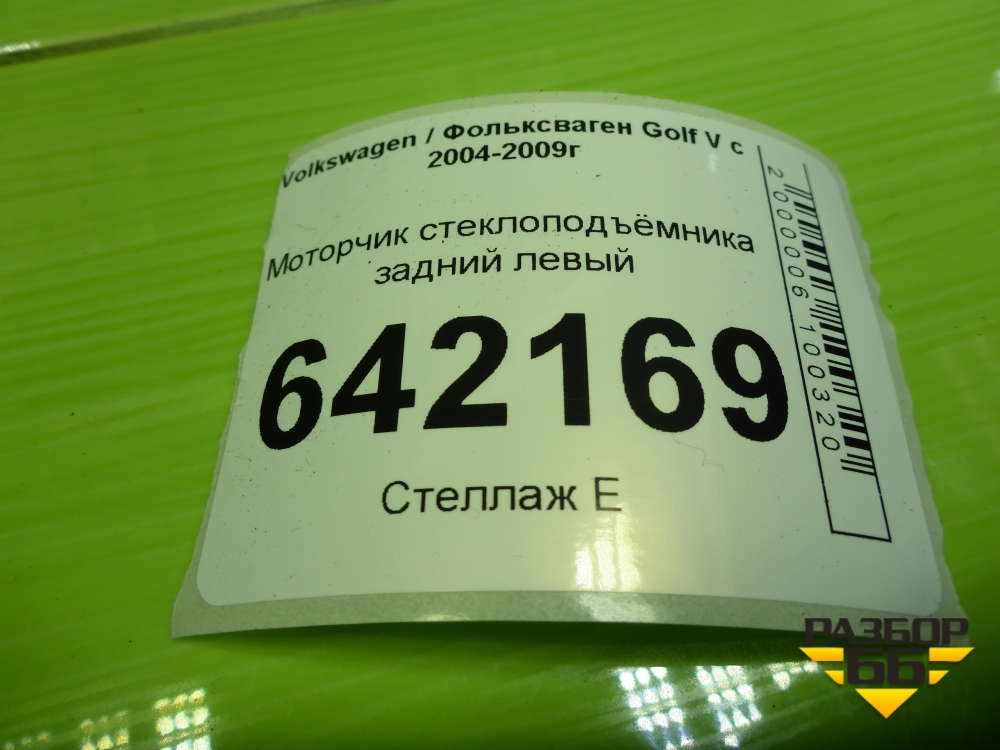 Volkswagen / Фольксваген Golf V с
2004-2009г
Моторчик стеклоподъёмника
задний левый
642169
Стеллаж Е
2000006100320
РАЗБОР
66